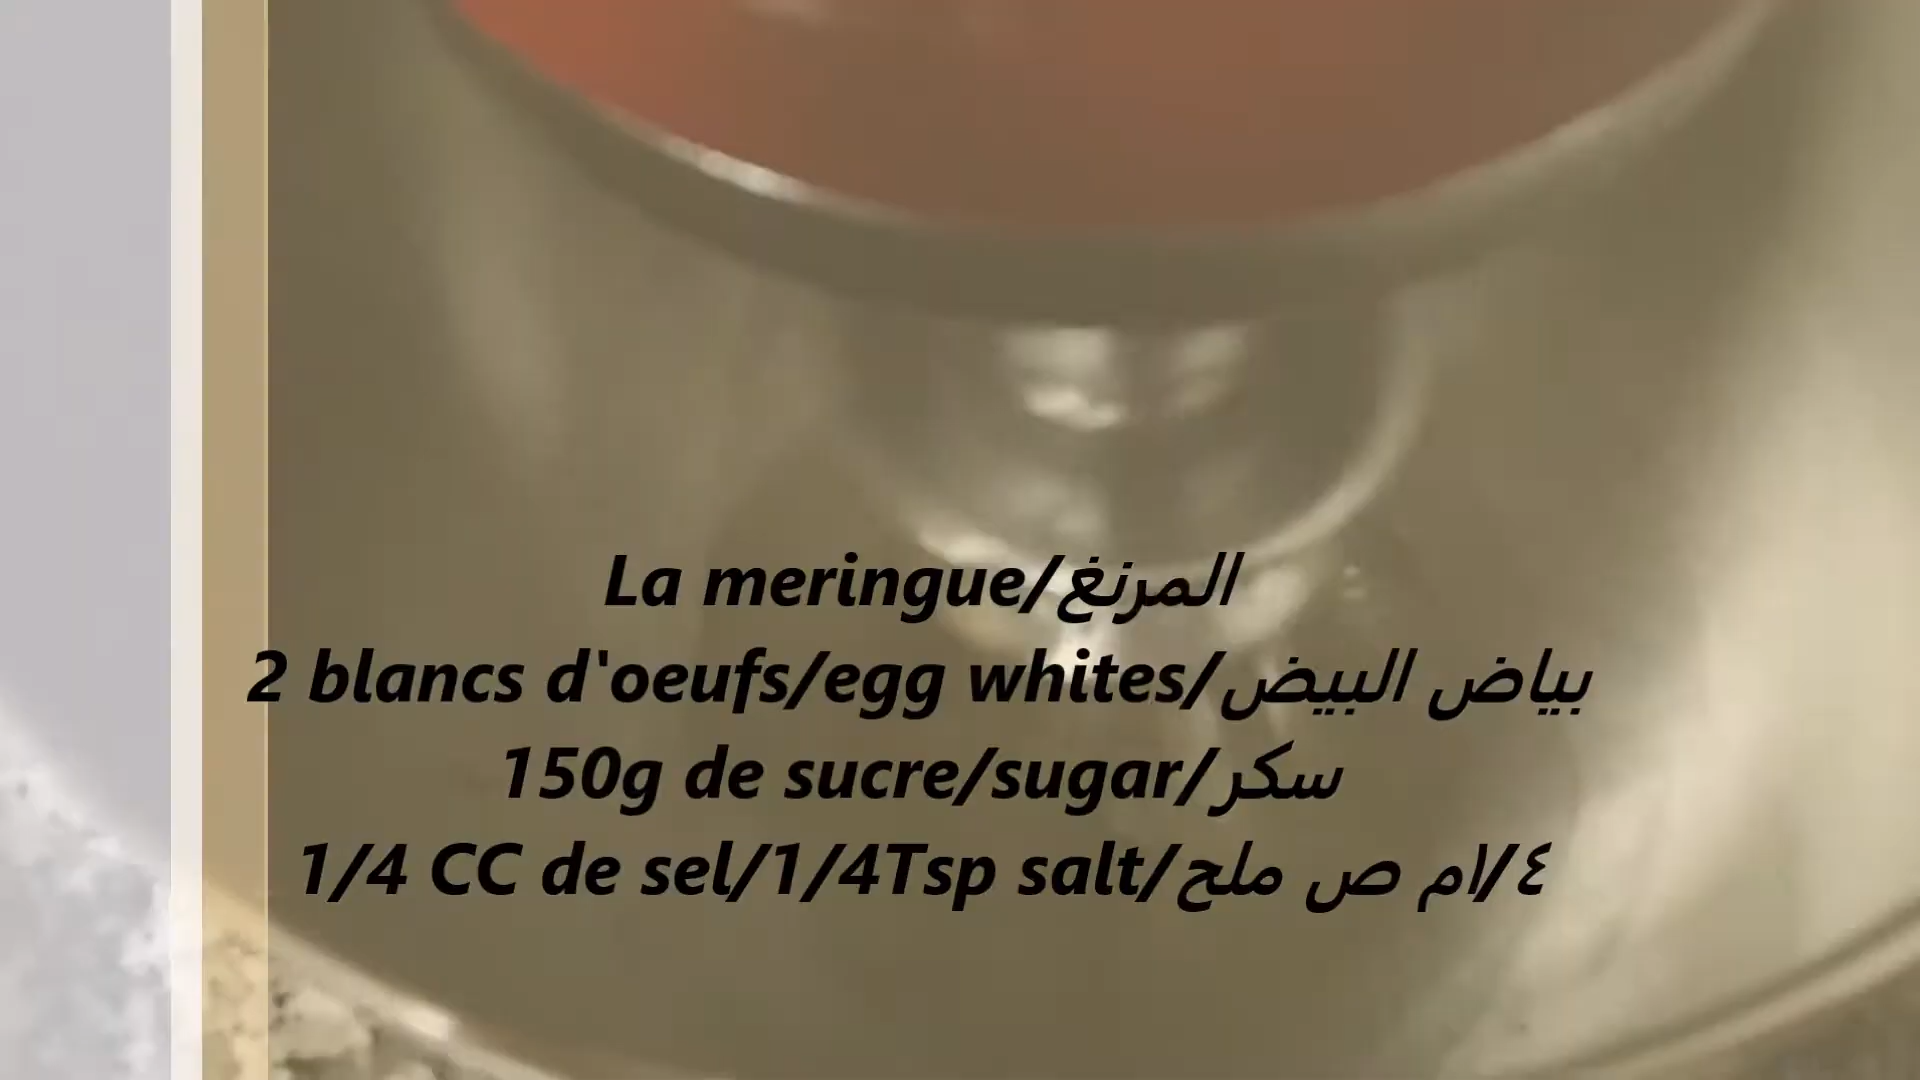 La meringue/المرنغ
2 blancs d'oeufs/egg whites/بياض البيض
150g de sucre/sugar/سكر
1/4 CC de sel/1/4Tsp salt/٤/١م ص ملح